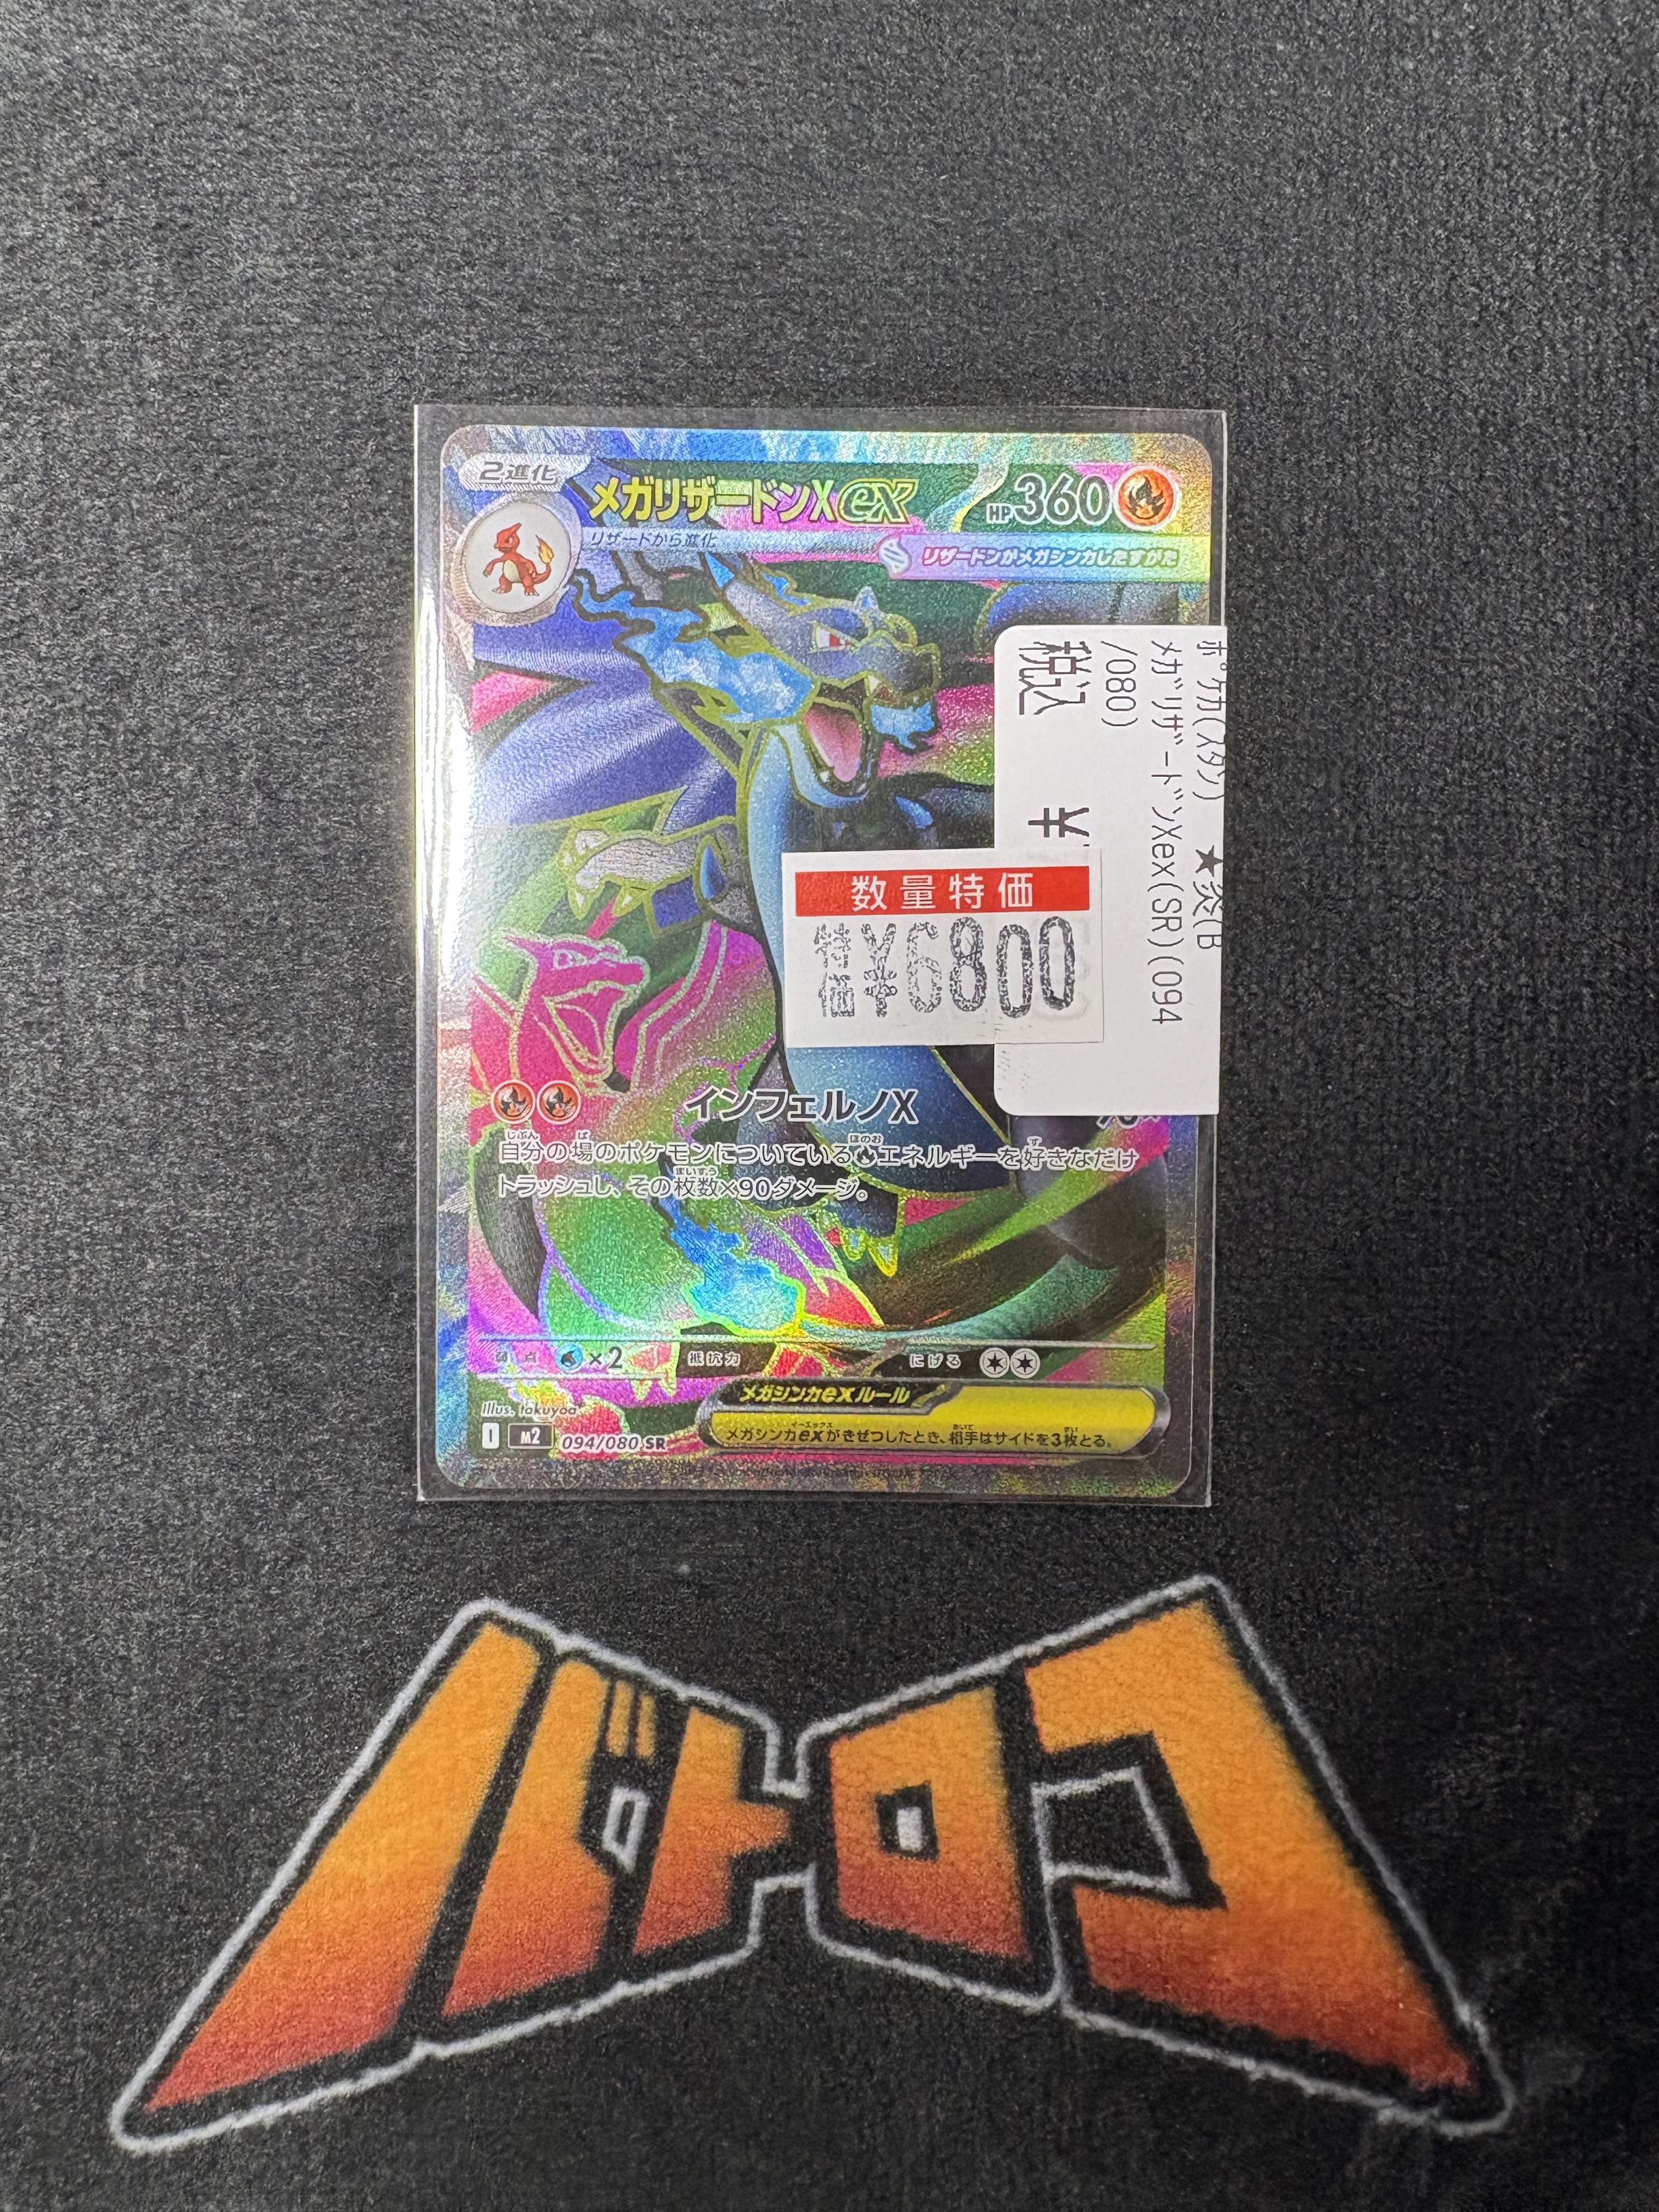 2進化
メガリザードンXex
HP360
リザードから進化
リザードンがメガシンカしたすがた
ポケカ(スタン) ★炎(B
メガリザードンXex(SR)(094
/080)
税込 ¥
数量特価
インフェルノX
自分の場のポケモンについているエネルギーを好きなだけ
トラッシュし、その枚数×90ダメージ。
弱点 ×2 抵抗力 にげる
メガシンカexルール
メガシンカexがきぜつしたとき、相手はサイドを3枚とる。
Illus. takuyoa
I M2 094/080 SR
バトロコ